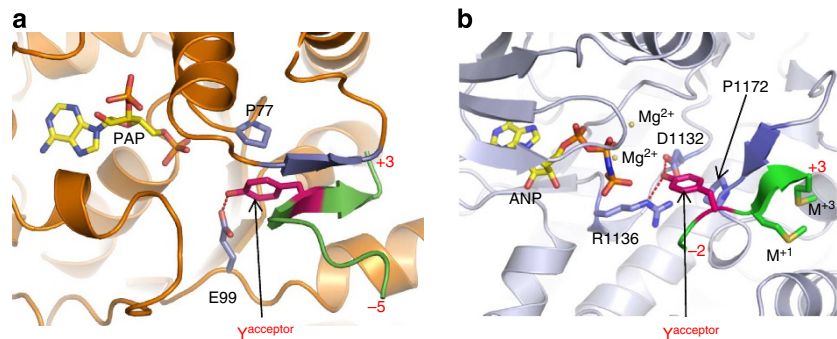 a
P77
PAP
+3
E99
−5
Yacceptor
b
P1172
Mg2+
D1132
Mg2+
+3
ANP
M+3
R1136
−2
M+1
Yacceptor